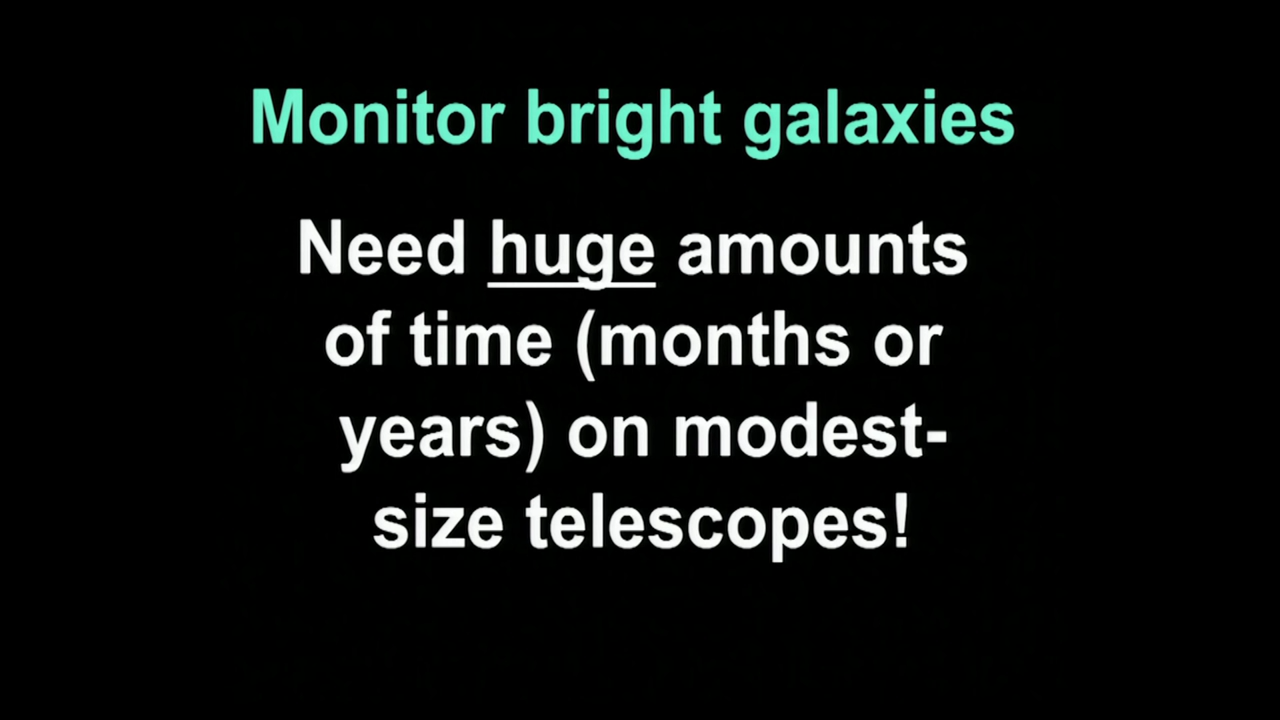 Monitor bright galaxies
Need huge amounts
of time (months or
years) on modest-
size telescopes!